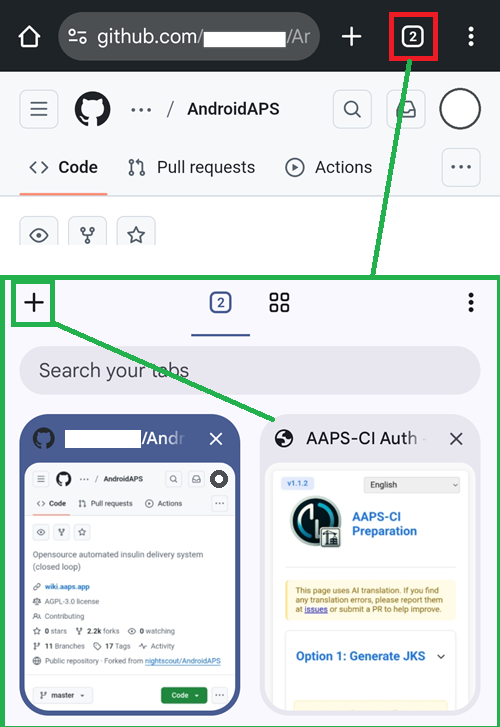 github.com/ /Ar
2
... / AndroidAPS
Code Pull requests Actions ...
2
Search your tabs
/Andr
... / AndroidAPS
Code Pull requests Actions ...
Opensource automated insulin delivery system
(closed loop)
wiki.aaps.app
AGPL-3.0 license
Contributing
0 stars 2.2k forks 0 watching
11 Branches 17 Tags Activity
Public repository · Forked from nightscout/AndroidAPS
master Code ...
AAPS-CI Auth -
v1.1.2 English
AAPS-CI
Preparation
This page uses AI translation. If you find
any translation errors, please report them
at issues or submit a PR to help improve.
Option 1: Generate JKS